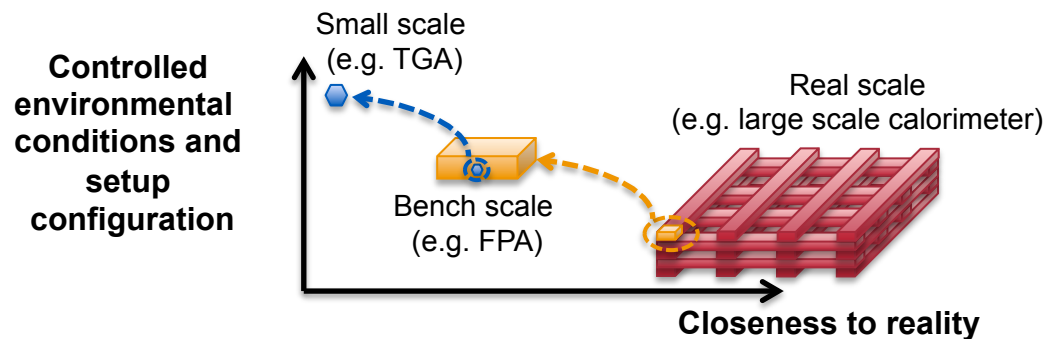 Controlled
environmental
conditions and
setup
configuration
Small scale
(e.g. TGA)
Bench scale
(e.g. FPA)
Real scale
(e.g. large scale calorimeter)
Closeness to reality